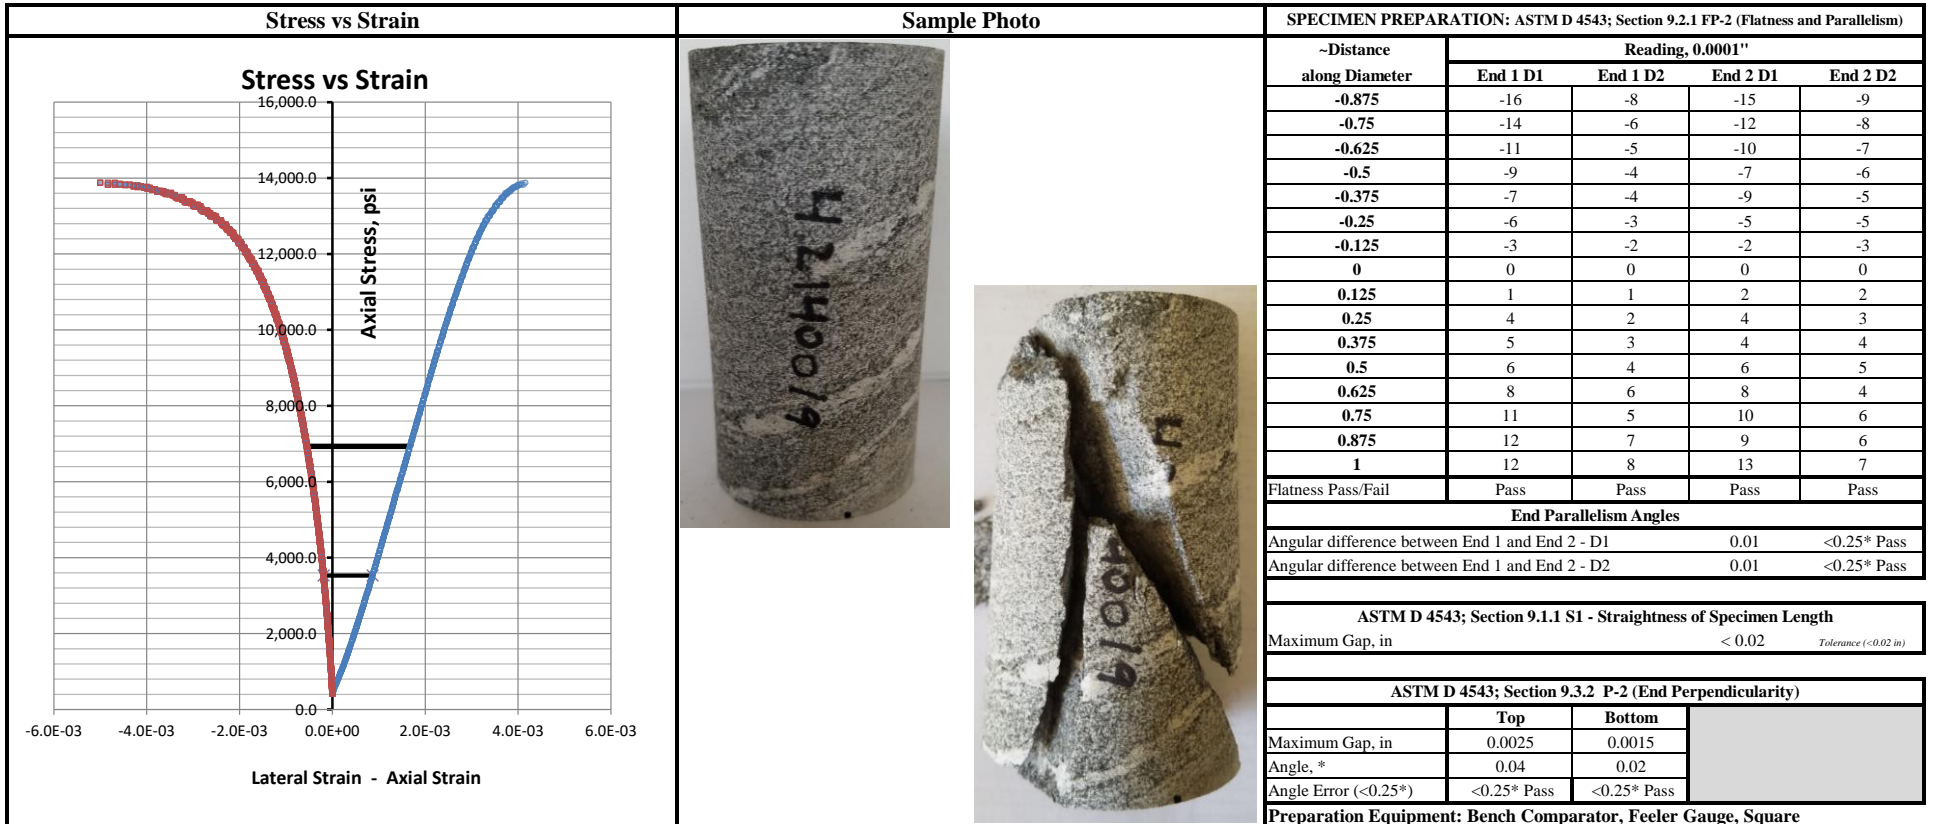 Stress vs Strain
Stress vs Strain
16,000.0
14,000.0
12,000.0
10,000.0
8,000.0
6,000.0
4,000.0
2,000.0
0.0
Axial Stress, psi
-6.0E-03 -4.0E-03 -2.0E-03 0.0E+00 2.0E-03 4.0E-03 6.0E-03
Lateral Strain - Axial Strain
Sample Photo
4.2140019
40019
SPECIMEN PREPARATION: ASTM D 4543; Section 9.2.1 FP-2 (Flatness and Parallelism)
~Distance Reading, 0.0001"
along Diameter End 1 D1 End 1 D2 End 2 D1 End 2 D2
-0.875 -16 -8 -15 -9
-0.75 -14 -6 -12 -8
-0.625 -11 -5 -10 -7
-0.5 -9 -4 -7 -6
-0.375 -7 -4 -9 -5
-0.25 -6 -3 -5 -5
-0.125 -3 -2 -2 -3
0 0 0 0 0
0.125 1 1 2 2
0.25 4 2 4 3
0.375 5 3 4 4
0.5 6 4 6 5
0.625 8 6 8 4
0.75 11 5 10 6
0.875 12 7 9 6
1 12 8 13 7
Flatness Pass/Fail Pass Pass Pass Pass
End Parallelism Angles
Angular difference between End 1 and End 2 - D1 0.01 <0.25* Pass
Angular difference between End 1 and End 2 - D2 0.01 <0.25* Pass
ASTM D 4543; Section 9.1.1 S1 - Straightness of Specimen Length
Maximum Gap, in < 0.02 Tolerance (<0.02 in)
ASTM D 4543; Section 9.3.2 P-2 (End Perpendicularity)
Top Bottom
Maximum Gap, in 0.0025 0.0015
Angle, * 0.04 0.02
Angle Error (<0.25*) <0.25* Pass <0.25* Pass
Preparation Equipment: Bench Comparator, Feeler Gauge, Square